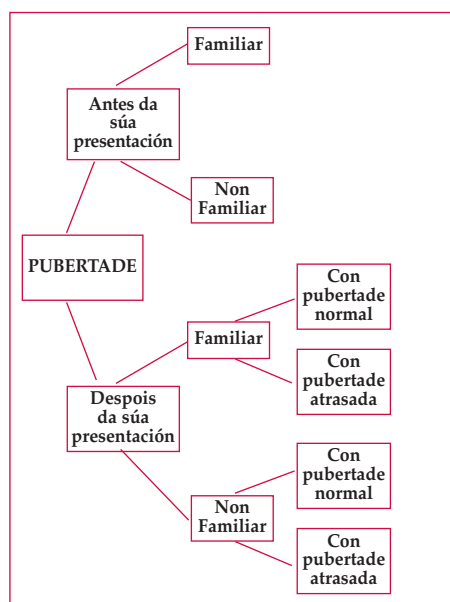 Familiar
Antes da
súa
presentación
Non
Familiar
PUBERTADE
Con
pubertade
normal
Familiar
Con
pubertade
atrasada
Despois
da súa
presentación
Con
pubertade
normal
Non
Familiar
Con
pubertade
atrasada